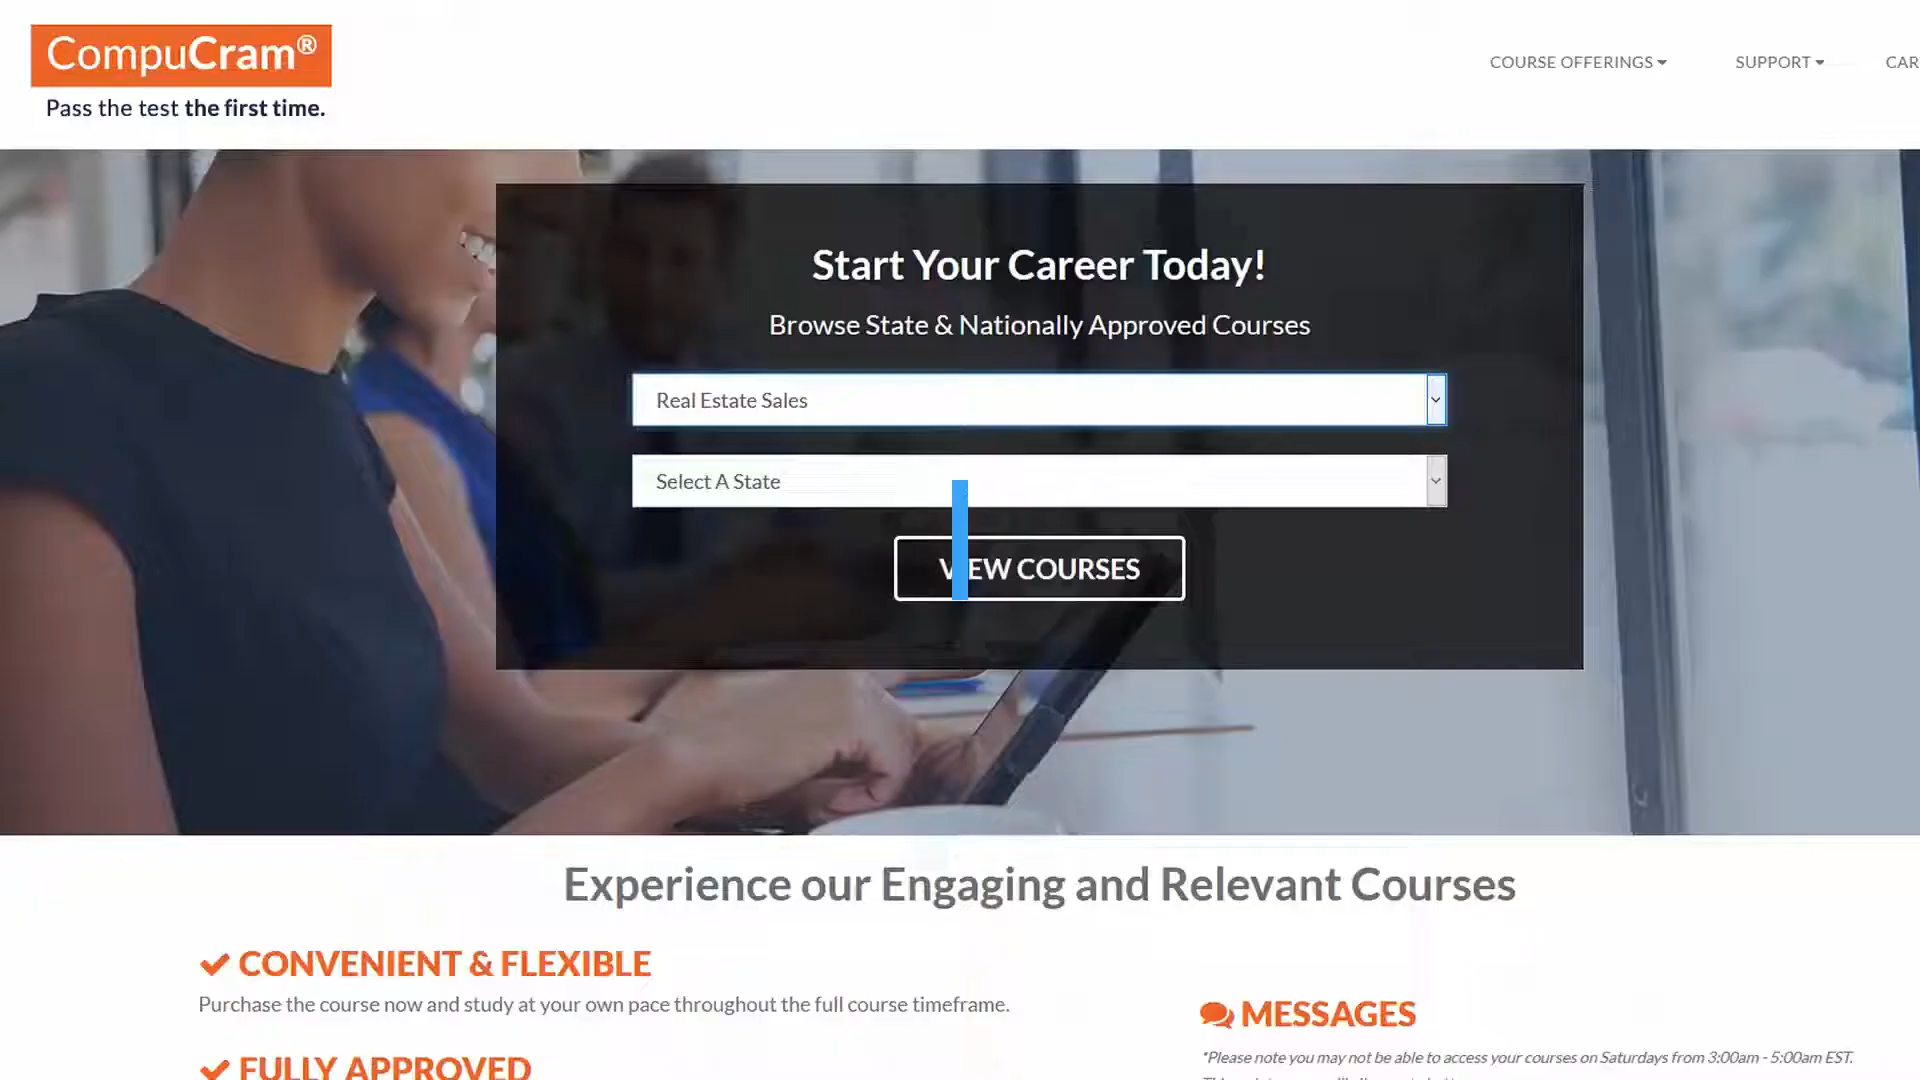 CompuCram®
Pass the test the first time.
COURSE OFFERINGS
SUPPORT
CAR
Start Your Career Today!
Browse State & Nationally Approved Courses
Real Estate Sales
Select A State
VIEW COURSES
Experience our Engaging and Relevant Courses
CONVENIENT & FLEXIBLE
Purchase the course now and study at your own pace throughout the full course timeframe.
MESSAGES
*Please note you may not be able to access your courses on Saturdays from 3:00am - 5:00am EST.
FULLY APPROVED